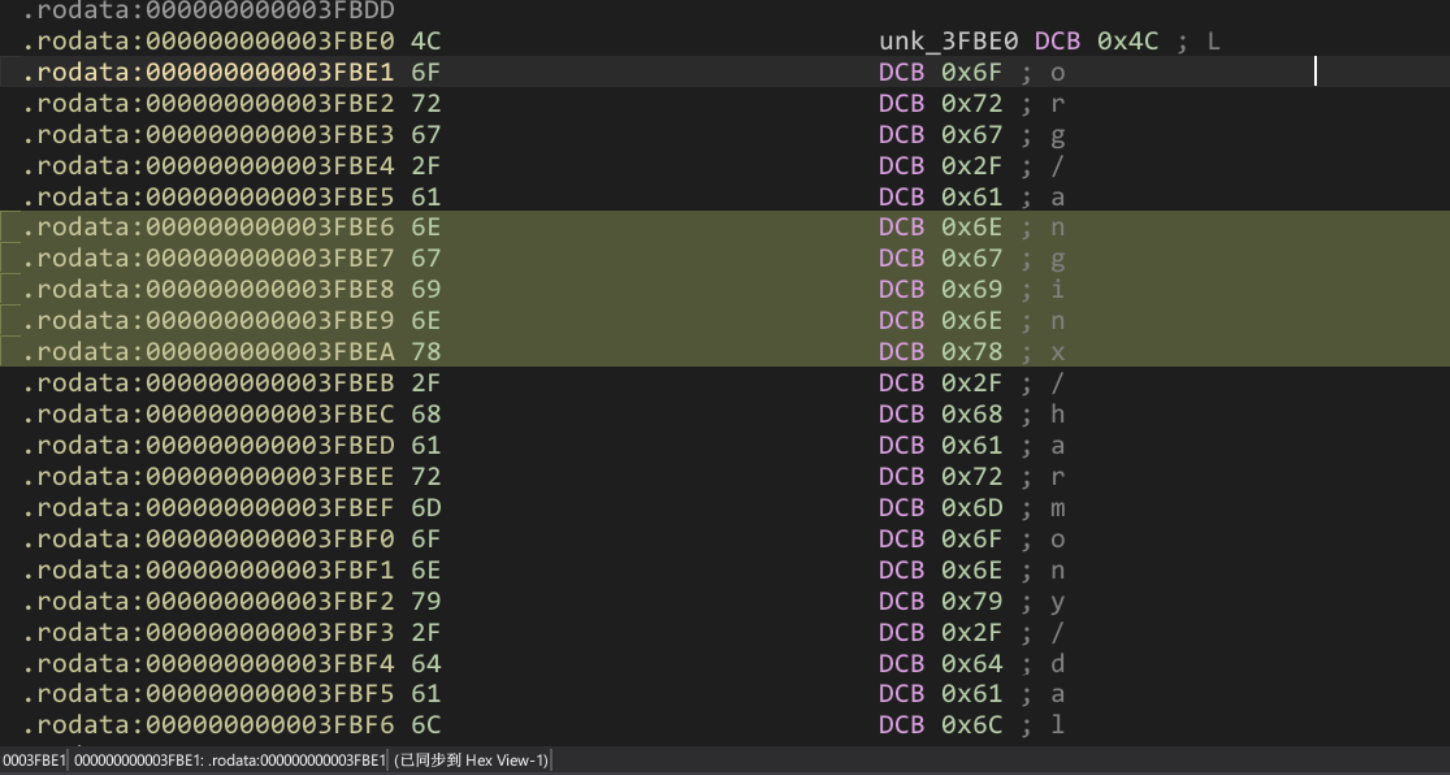 .rodata:000000000003FBDD
.rodata:000000000003FBE0 4C unk_3FBE0 DCB 0x4C ; L
.rodata:000000000003FBE1 6F DCB 0x6F ; o
.rodata:000000000003FBE2 72 DCB 0x72 ; r
.rodata:000000000003FBE3 67 DCB 0x67 ; g
.rodata:000000000003FBE4 2F DCB 0x2F ; /
.rodata:000000000003FBE5 61 DCB 0x61 ; a
.rodata:000000000003FBE6 6E DCB 0x6E ; n
.rodata:000000000003FBE7 67 DCB 0x67 ; g
.rodata:000000000003FBE8 69 DCB 0x69 ; i
.rodata:000000000003FBE9 6E DCB 0x6E ; n
.rodata:000000000003FBEA 78 DCB 0x78 ; x
.rodata:000000000003FBEB 2F DCB 0x2F ; /
.rodata:000000000003FBEC 68 DCB 0x68 ; h
.rodata:000000000003FBED 61 DCB 0x61 ; a
.rodata:000000000003FBEE 72 DCB 0x72 ; r
.rodata:000000000003FBEF 6D DCB 0x6D ; m
.rodata:000000000003FBF0 6F DCB 0x6F ; o
.rodata:000000000003FBF1 6E DCB 0x6E ; n
.rodata:000000000003FBF2 79 DCB 0x79 ; y
.rodata:000000000003FBF3 2F DCB 0x2F ; /
.rodata:000000000003FBF4 64 DCB 0x64 ; d
.rodata:000000000003FBF5 61 DCB 0x61 ; a
.rodata:000000000003FBF6 6C DCB 0x6C ; l
0003FBE1 000000000003FBE1: .rodata:000000000003FBE1 (已同步到 Hex View-1)